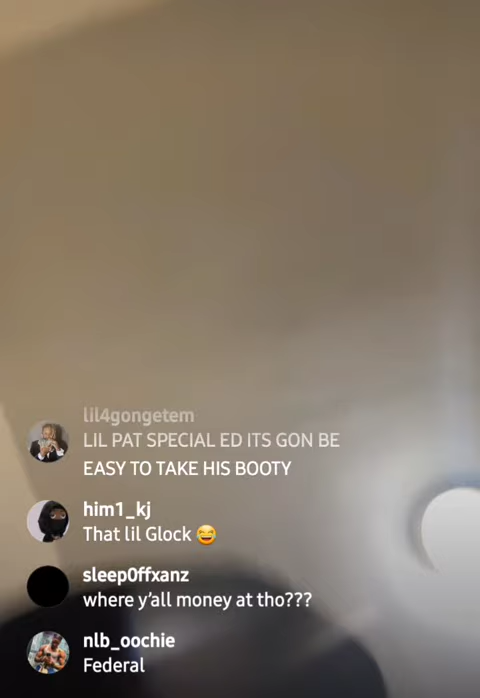 lil4gongetem
LIL PAT SPECIAL ED ITS GON BE
EASY TO TAKE HIS BOOTY
him1_kj
That lil Glock 😆
sleep0ffxanz
where y'all money at tho???
nlb_oochie
Federal